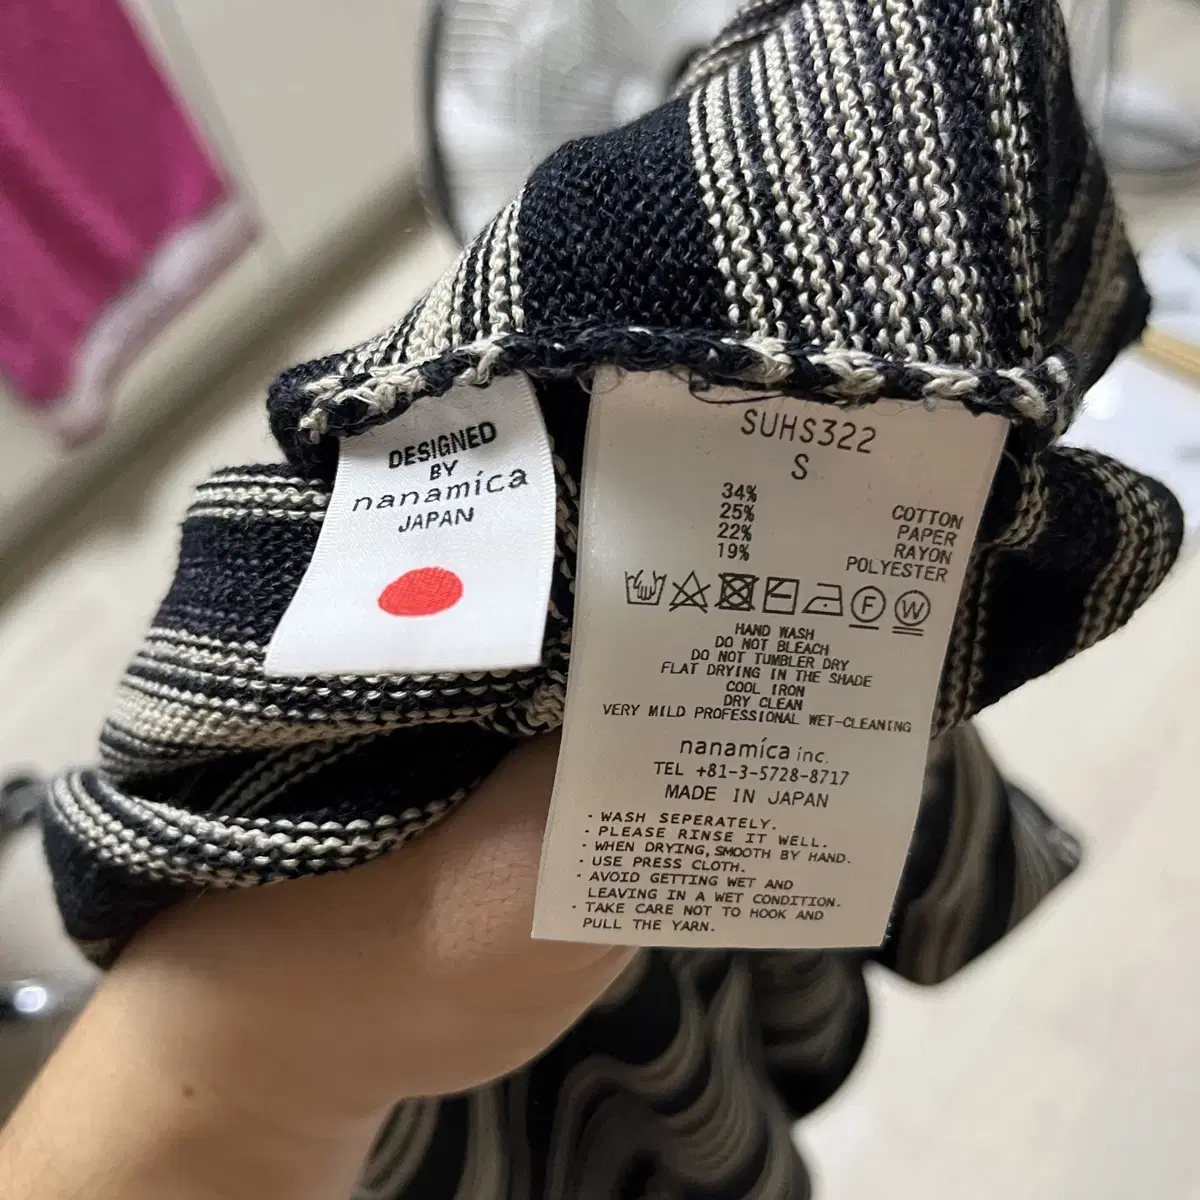 DESIGNED
BY
nanamica
JAPAN
SUHS322
S
34% COTTON
25% PAPER
22% RAYON
19% POLYESTER
F W
HAND WASH
DO NOT BLEACH
DO NOT TUMBLER DRY
FLAT DRYING IN THE SHADE
COOL IRON
DRY CLEAN
VERY MILD PROFESSIONAL WET-CLEANING
nanamica inc.
TEL +81-3-5728-8717
MADE IN JAPAN
・WASH SEPERATELY.
・PLEASE RINSE IT WELL.
・WHEN DRYING, SMOOTH BY HAND.
・USE PRESS CLOTH.
・AVOID GETTING WET AND
LEAVING IN A WET CONDITION.
・TAKE CARE NOT TO HOOK AND
PULL THE YARN.